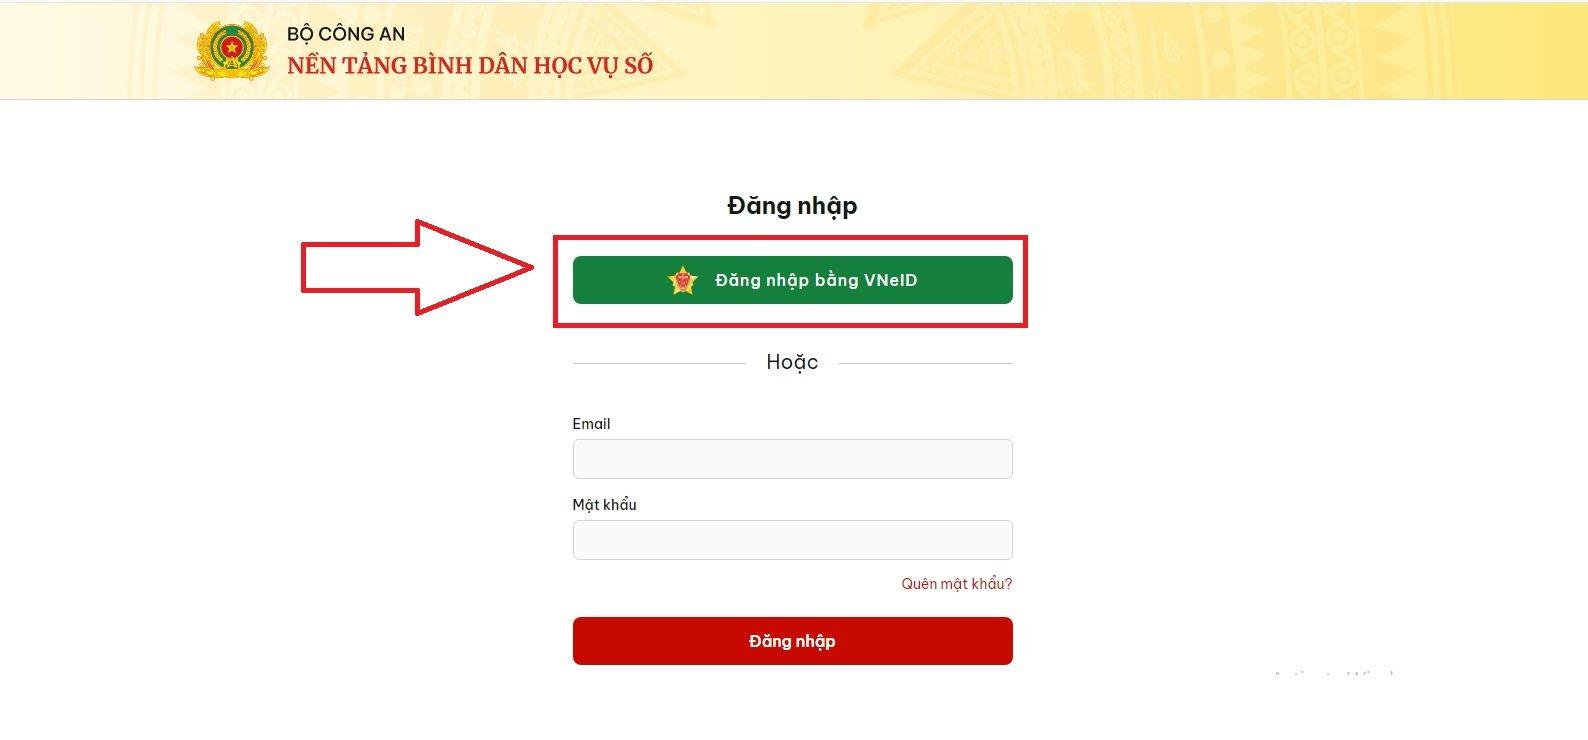 BỘ CÔNG AN
NỀN TẢNG BÌNH DÂN HỌC VỤ SỐ
Đăng nhập
Đăng nhập bằng VNeID
Hoặc
Email
Mật khẩu
Quên mật khẩu?
Đăng nhập